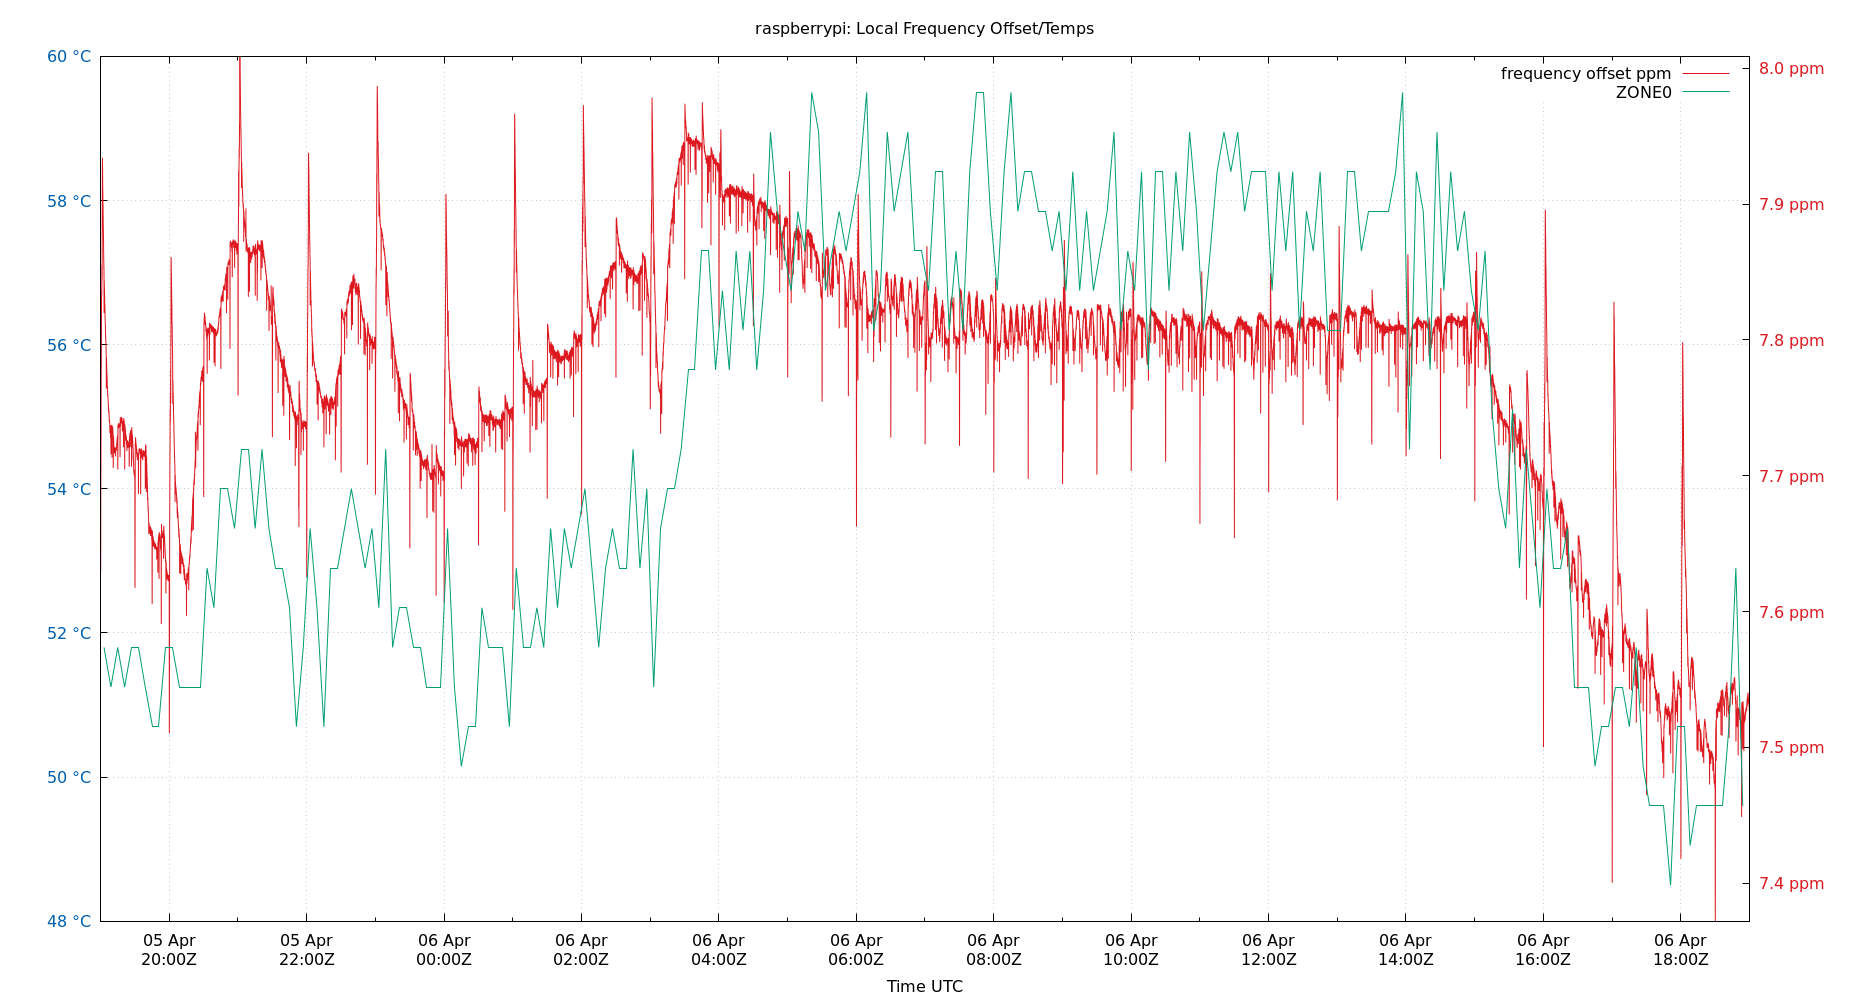 raspberrypi: Local Frequency Offset/Temps
60 °C
58 °C
56 °C
54 °C
52 °C
50 °C
48 °C
frequency offset ppm
ZONE0
8.0 ppm
7.9 ppm
7.8 ppm
7.7 ppm
7.6 ppm
7.5 ppm
7.4 ppm
05 Apr
20:00Z
05 Apr
22:00Z
06 Apr
00:00Z
06 Apr
02:00Z
06 Apr
04:00Z
06 Apr
06:00Z
06 Apr
08:00Z
06 Apr
10:00Z
06 Apr
12:00Z
06 Apr
14:00Z
06 Apr
16:00Z
06 Apr
18:00Z
Time UTC